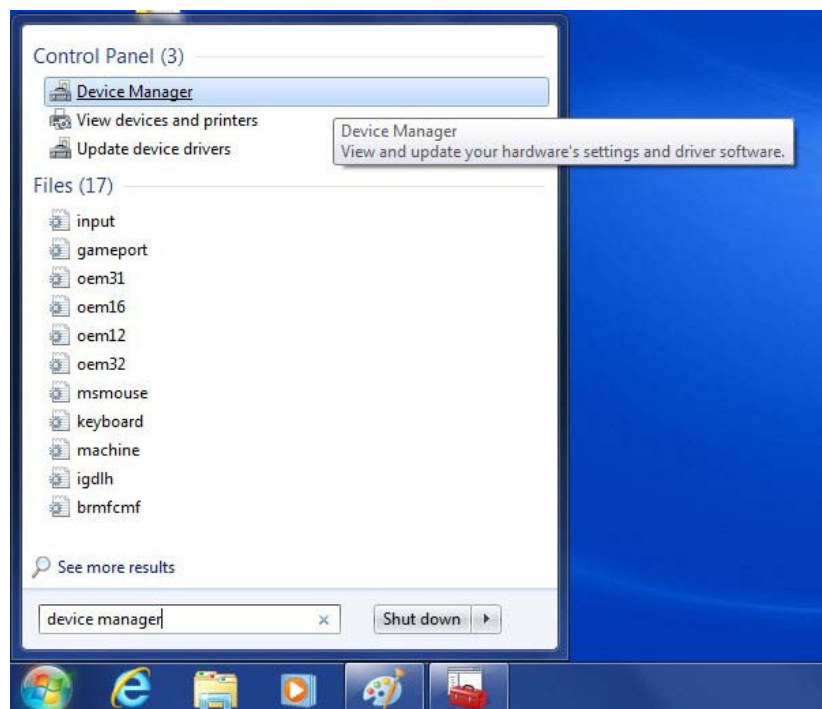 Control Panel (3)
Device Manager
View devices and printers
Update device drivers
Device Manager
View and update your hardware's settings and driver software.
Files (17)
input
gameport
oem31
oem16
oem12
oem32
msmouse
keyboard
machine
igdlh
brmfcmf
See more results
device manager
Shut down